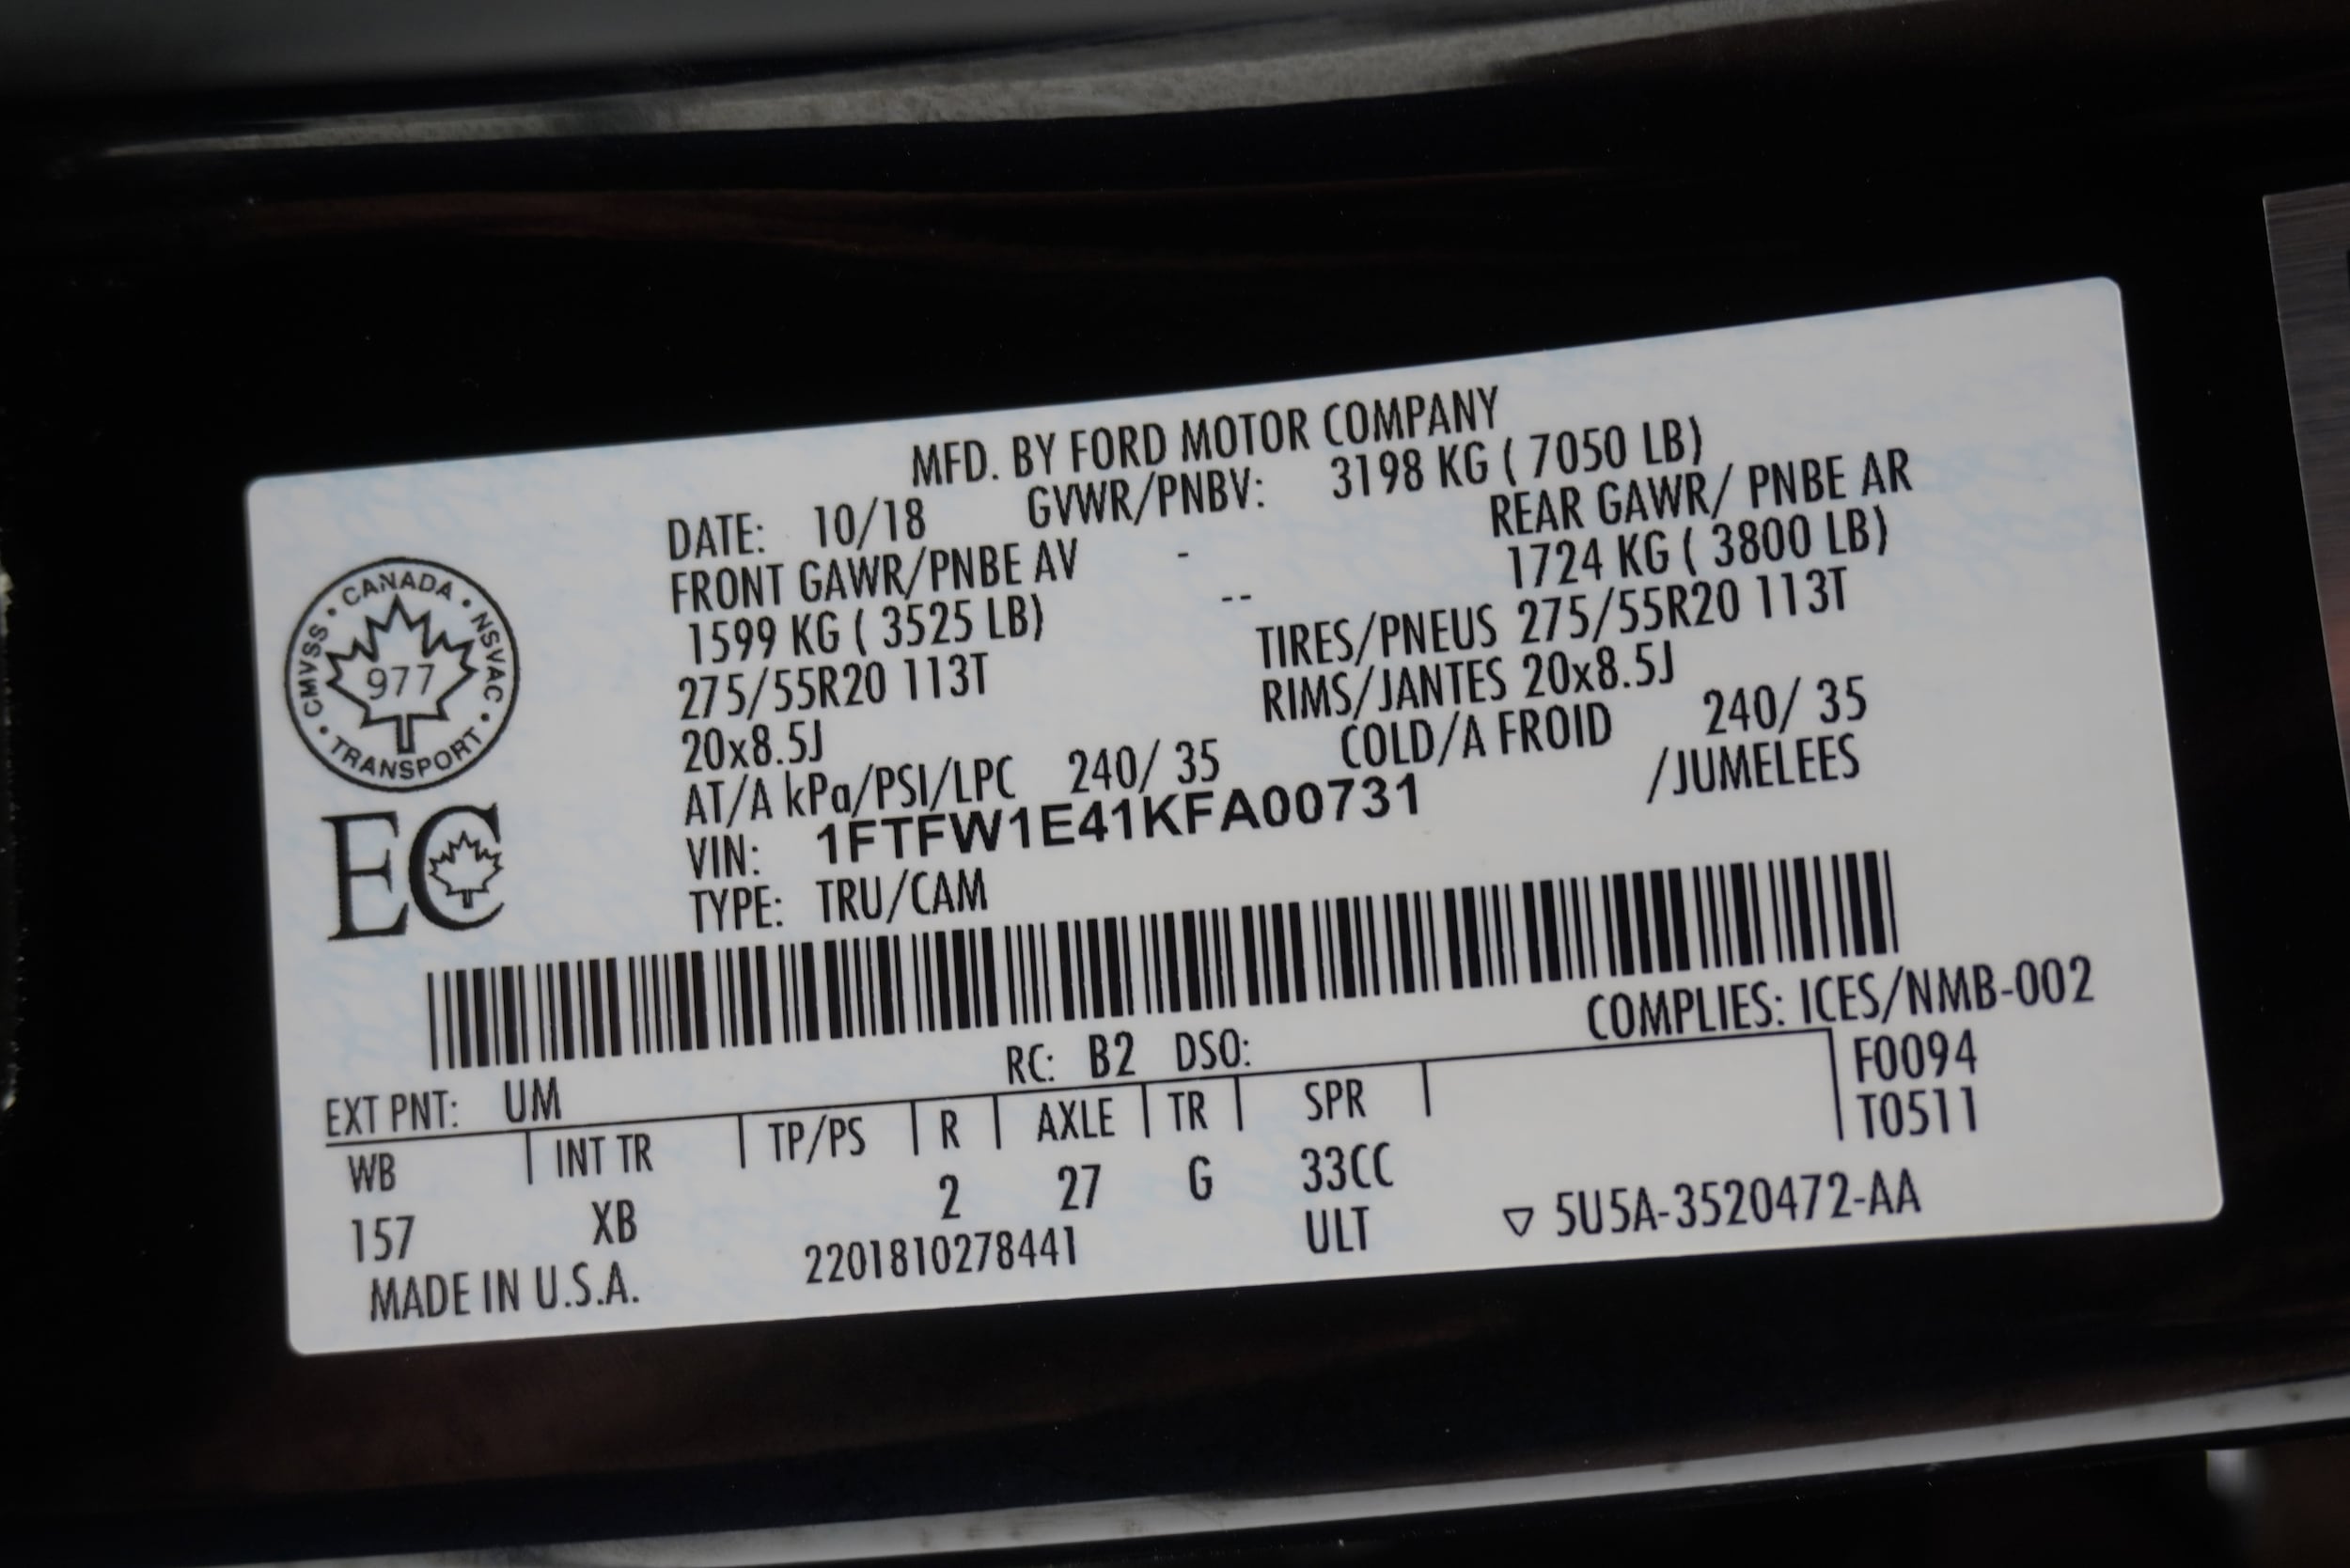 MFD. BY FORD MOTOR COMPANY
DATE: 10/18 GVWR/PNBV: 3198 KG ( 7050 LB)
FRONT GAWR/PNBE AV - REAR GAWR/ PNBE AR
1599 KG ( 3525 LB) -- 1724 KG ( 3800 LB)
275/55R20 113T TIRES/PNEUS 275/55R20 113T
20x8.5J RIMS/JANTES 20x8.5J
AT/A kPa/PSI/LPC 240/ 35 COLD/A FROID 240/ 35
VIN: 1FTFW1E41KFA00731 /JUMELEES
TYPE: TRU/CAM
CANADA • NSVAC • TRANSPORT • CMVSS •
977
EC
COMPLIES: ICES/NMB-002
EXT PNT: UM RC: B2 DSO: F0094
WB INT TR TP/PS R AXLE TR SPR T0511
157 XB 2 27 G 33CC
MADE IN U.S.A. 2201810278441 ULT ▽ 5U5A-3520472-AA